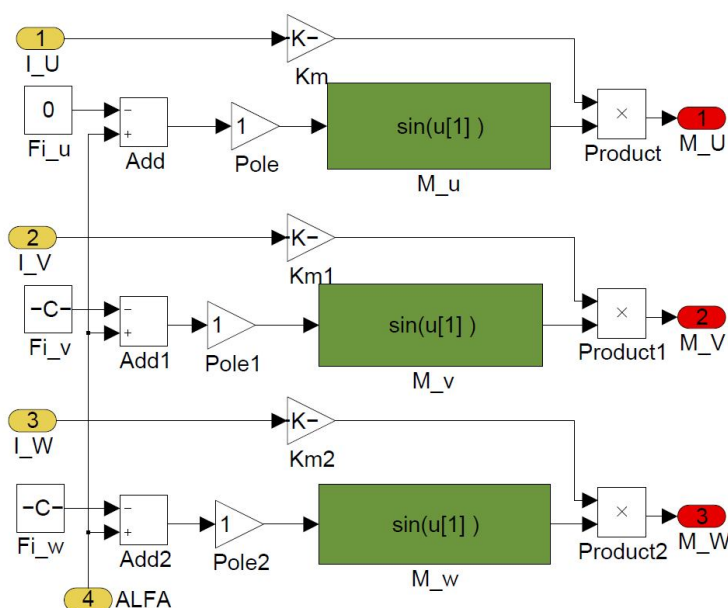 1
I_U
K-
Km
0
Fi_u
-
+
Add
1
Pole
sin(u[1] )
M_u
×
Product
1
M_U
2
I_V
K-
Km1
-C-
Fi_v
-
+
Add1
1
Pole1
sin(u[1] )
M_v
×
Product1
2
M_V
3
I_W
K-
Km2
-C-
Fi_w
-
+
Add2
1
Pole2
sin(u[1] )
M_w
×
Product2
3
M_W
4
ALFA